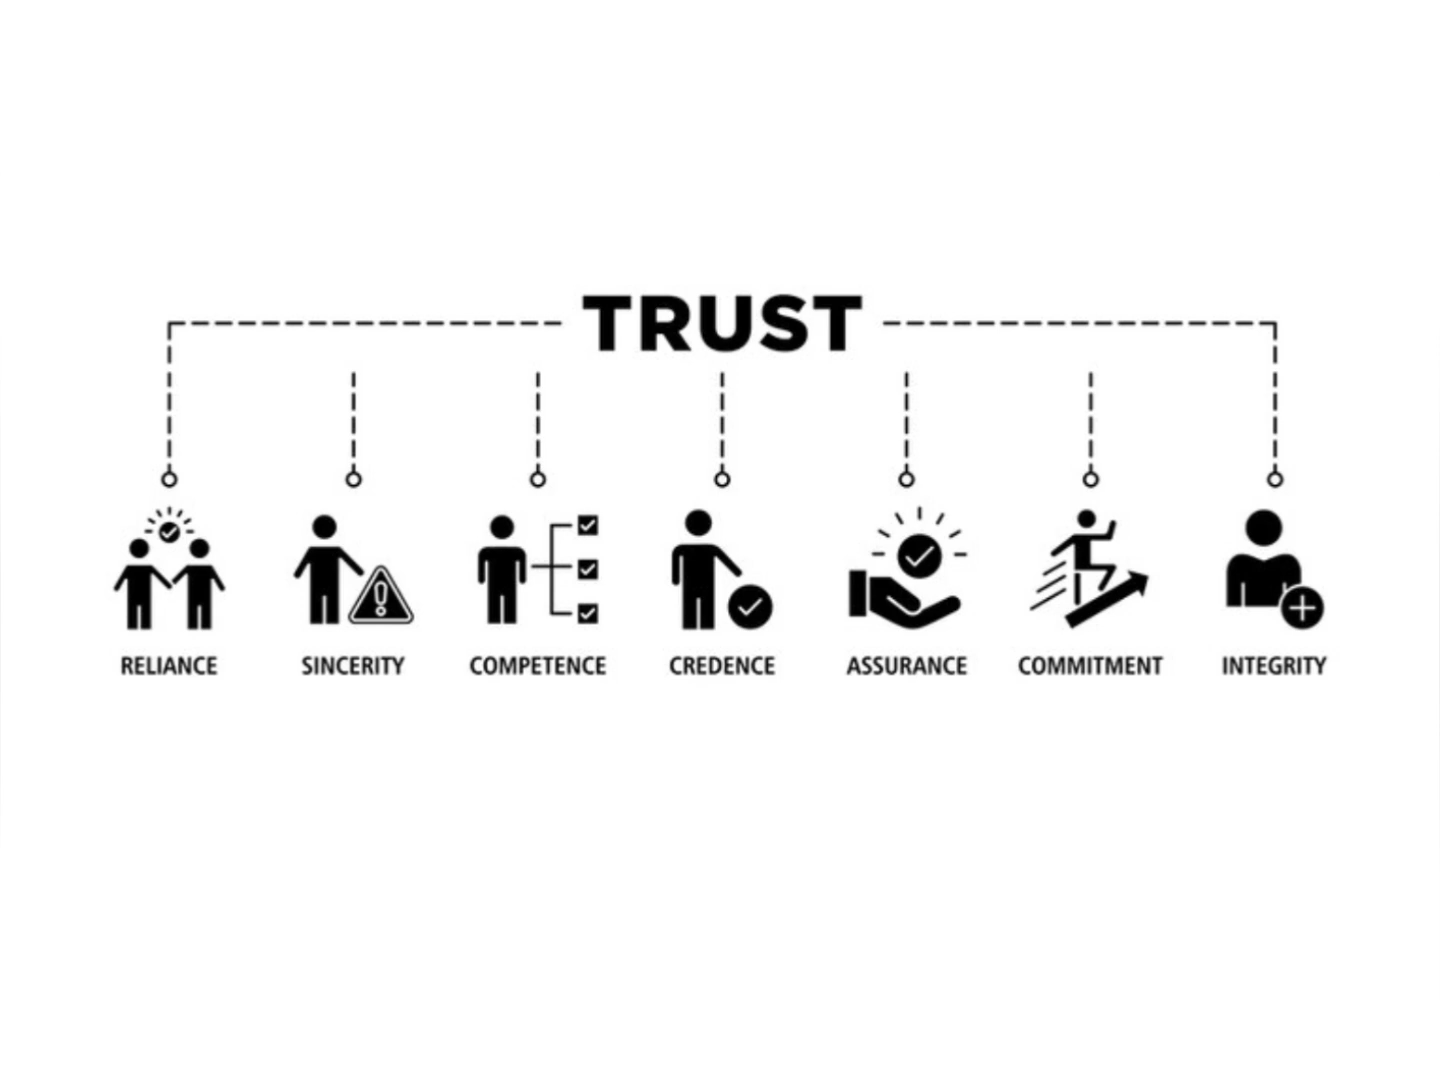 TRUST
RELIANCE
SINCERITY
COMPETENCE
CREDENCE
ASSURANCE
COMMITMENT
INTEGRITY